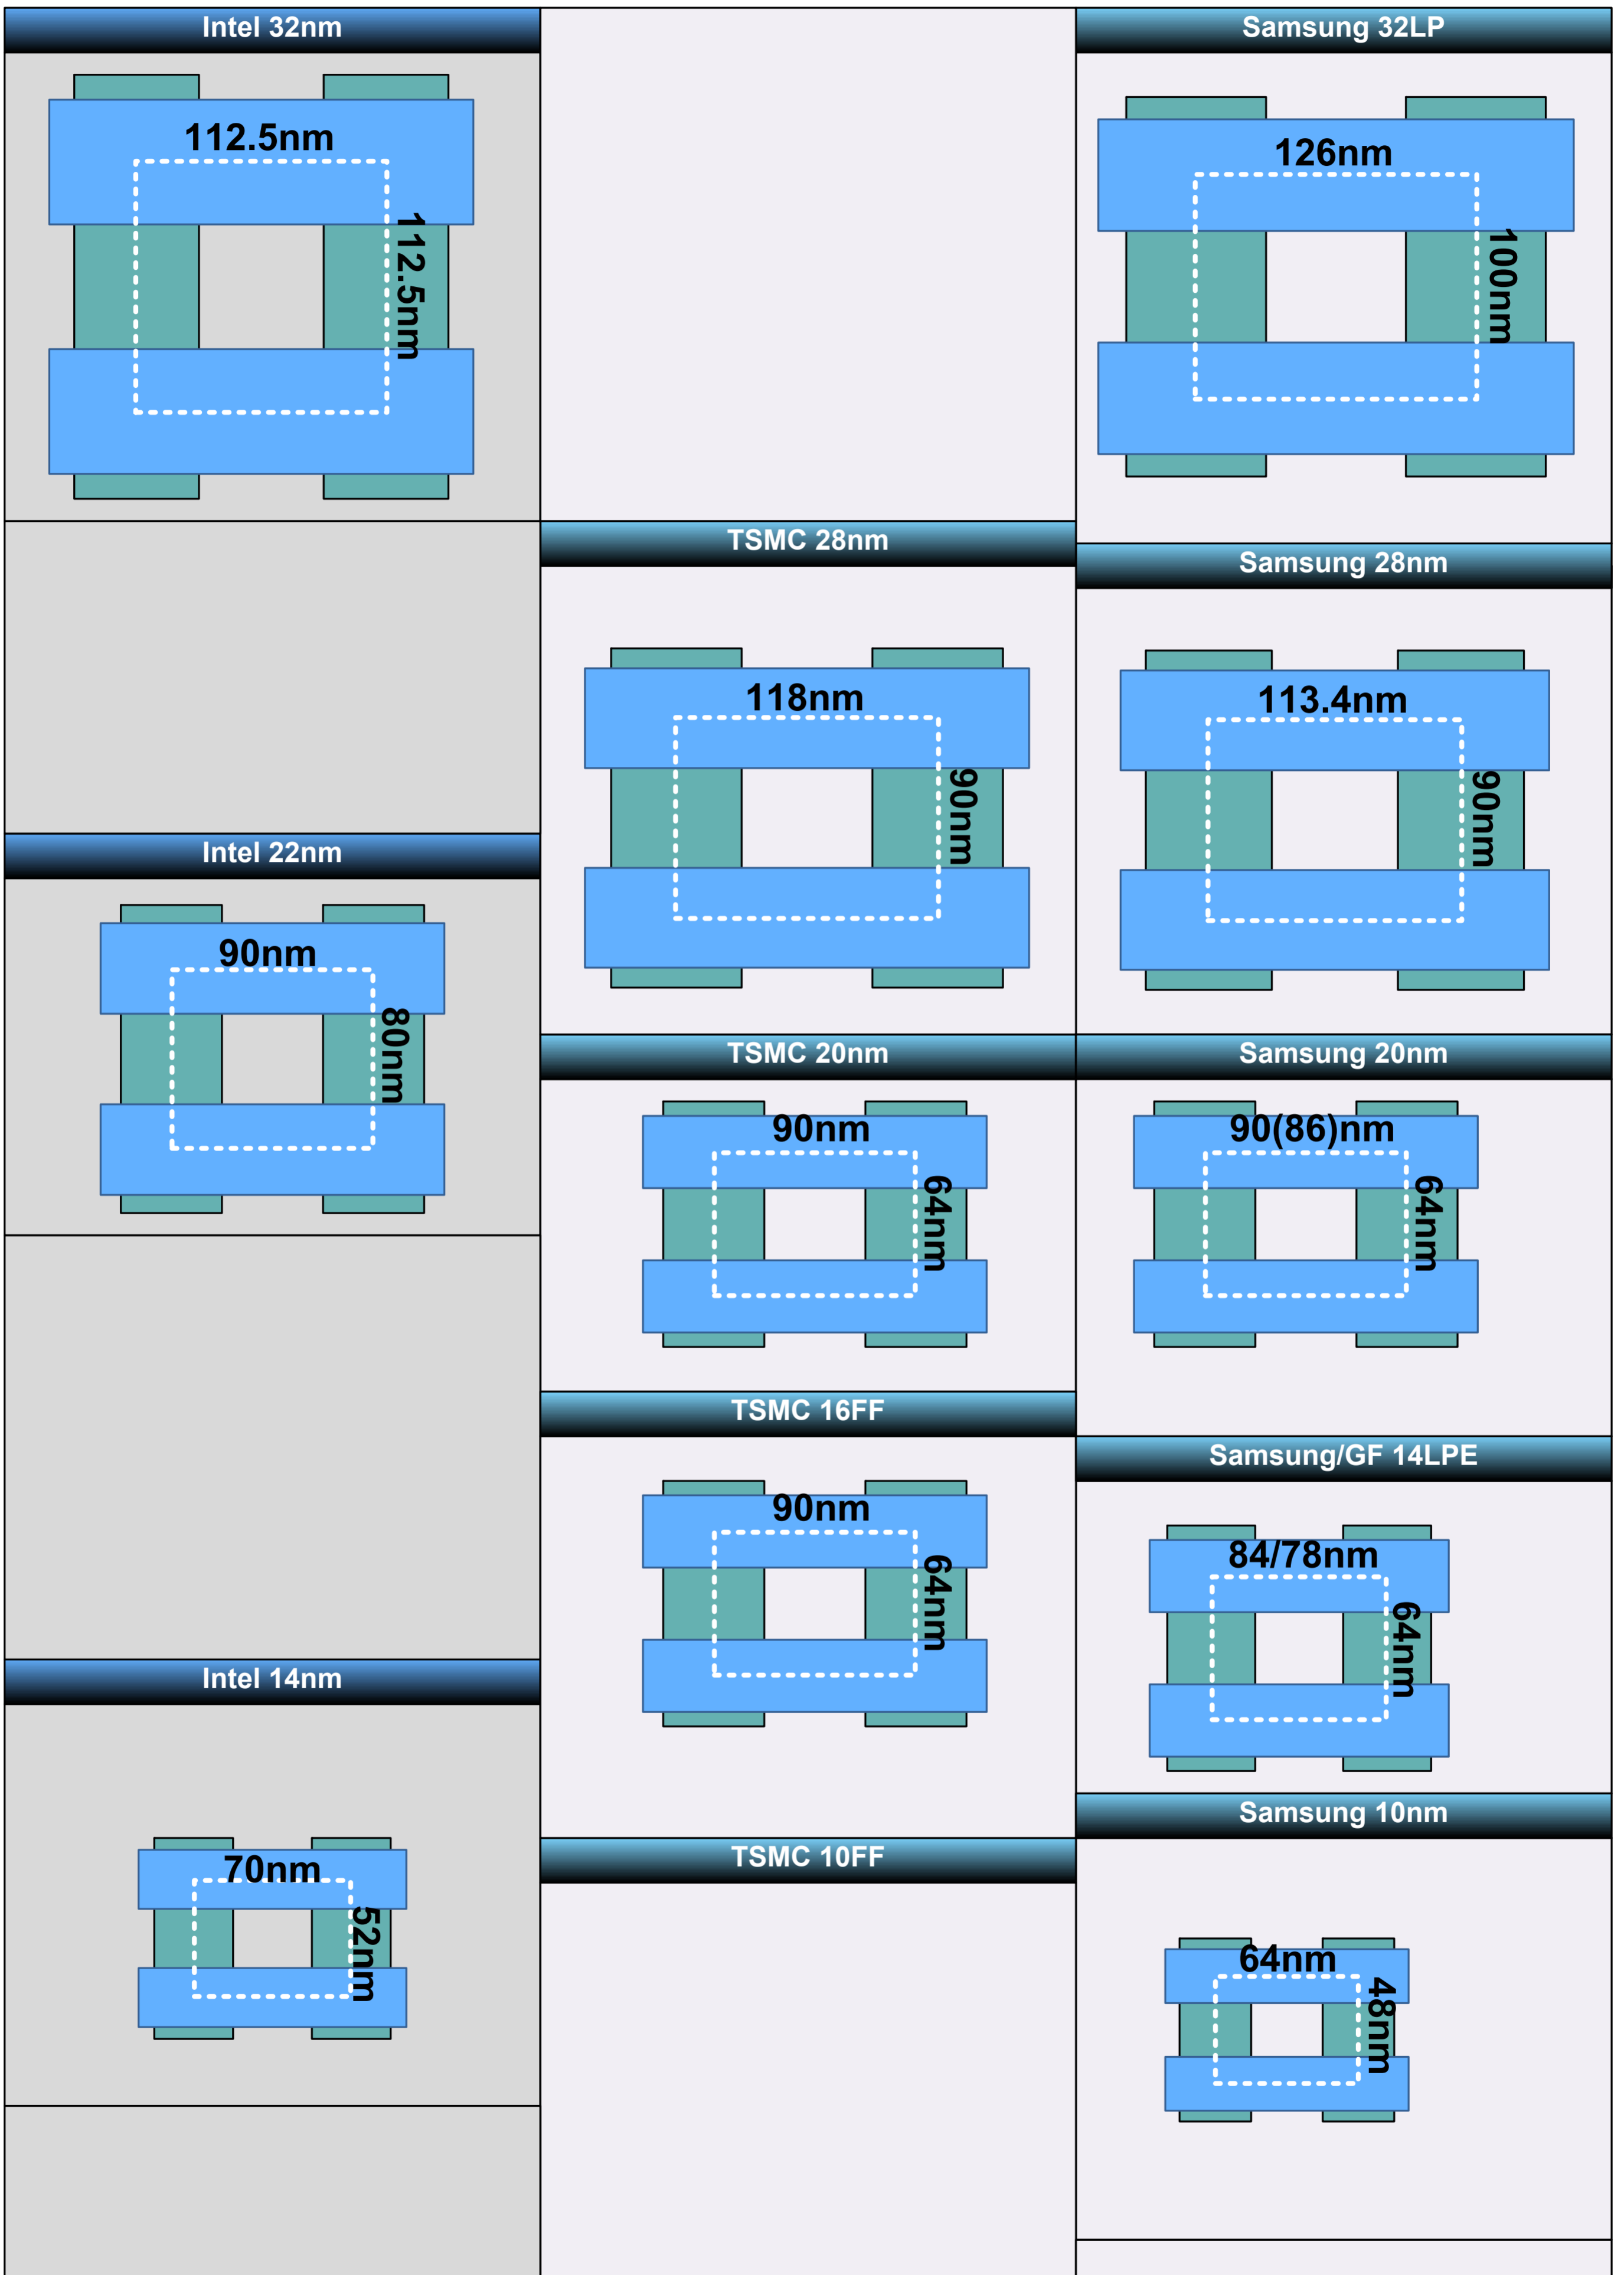 Intel 32nm
Samsung 32LP
112.5nm
112.5nm
126nm
100nm
TSMC 28nm
Samsung 28nm
118nm
90nm
113.4nm
90nm
Intel 22nm
90nm
80nm
TSMC 20nm
Samsung 20nm
90nm
64nm
90(86)nm
64nm
TSMC 16FF
Samsung/GF 14LPE
90nm
64nm
84/78nm
64nm
Intel 14nm
70nm
52nm
Samsung 10nm
TSMC 10FF
64nm
48nm